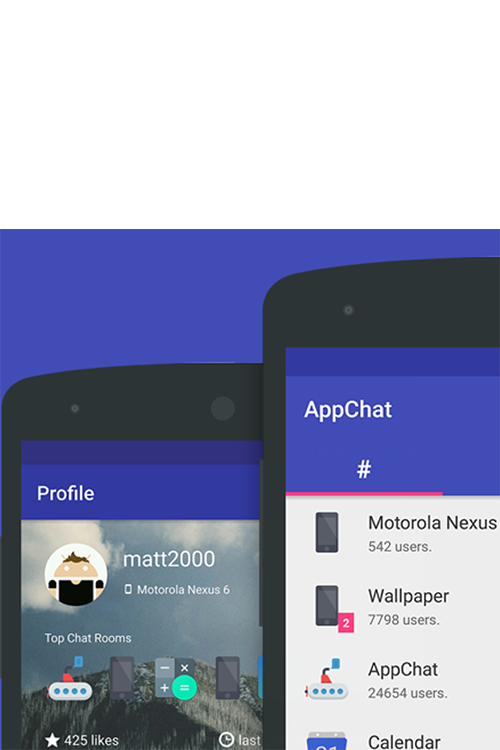 AppChat
#
Profile
matt2000
Motorola Nexus 6
Top Chat Rooms
425 likes
last
Motorola Nexus
542 users.
Wallpaper
7798 users.
2
AppChat
24654 users.
Calendar